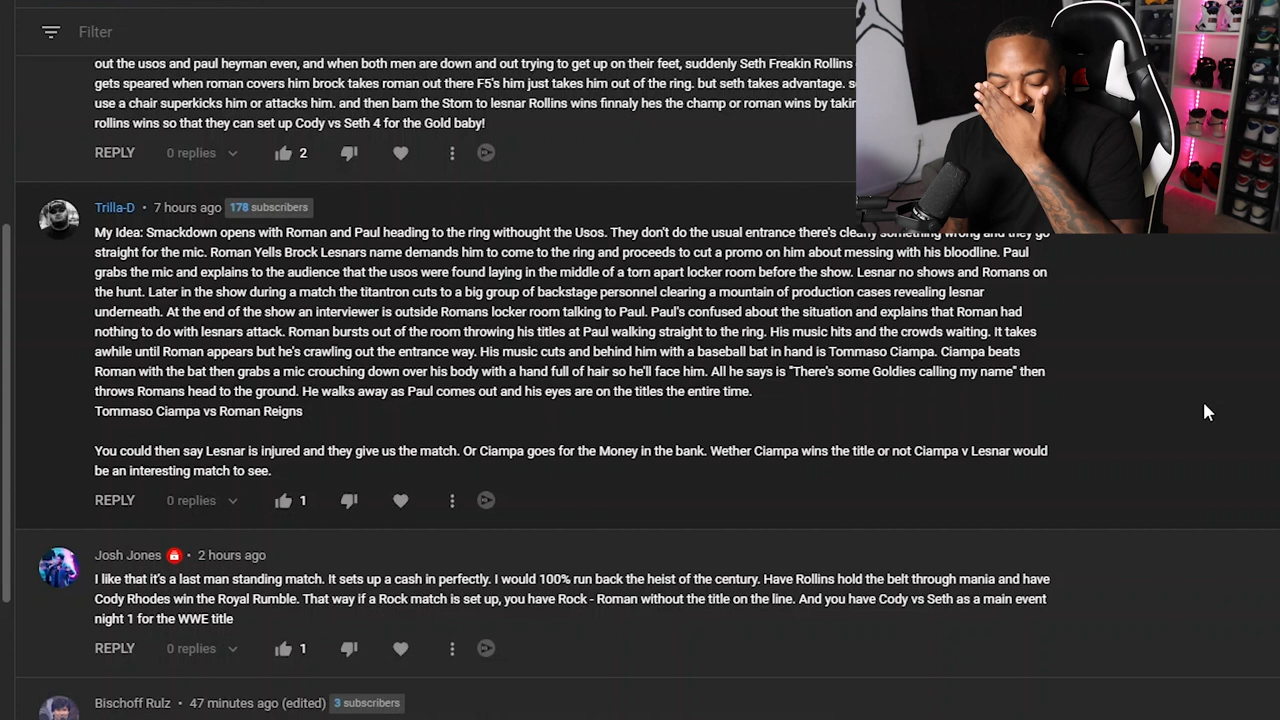 Filter
out the usos and paul heyman even, and when both men are down and out trying to get up on their feet, suddenly Seth Freakin Rollins
gets speared when roman covers him brock takes roman out there F5's him just takes him out of the ring. but seth takes advantage.
use a chair superkicks him or attacks him. and then bam the Stom to lesnar Rollins wins finnaly hes the champ or roman wins by
rollins wins so that they can set up Cody vs Seth 4 for the Gold baby!
REPLY 0 replies 2
Trilla-D • 7 hours ago 178 subscribers
My Idea: Smackdown opens with Roman and Paul heading to the ring withought the Usos. They don't do the usual entrance there's clearly something wrong and they go
straight for the mic. Roman Yells Brock Lesnars name demands him to come to the ring and proceeds to cut a promo on him about messing with his bloodline. Paul
grabs the mic and explains to the audience that the usos were found laying in the middle of a torn apart locker room before the show. Lesnar no shows and Romans on
the hunt. Later in the show during a match the titantron cuts to a big group of backstage personnel clearing a mountain of production cases revealing lesnar
underneath. At the end of the show an interviewer is outside Romans locker room talking to Paul. Paul's confused about the situation and explains that Roman had
nothing to do with lesnars attack. Roman bursts out of the room throwing his titles at Paul walking straight to the ring. His music hits and the crowds waiting. It takes
awhile until Roman appears but he's crawling out the entrance way. His music cuts and behind him with a baseball bat in hand is Tommaso Ciampa. Ciampa beats
Roman with the bat then grabs a mic crouching down over his body with a hand full of hair so he'll face him. All he says is "There's some Goldies calling my name" then
throws Romans head to the ground. He walks away as Paul comes out and his eyes are on the titles the entire time.
Tommaso Ciampa vs Roman Reigns
You could then say Lesnar is injured and they give us the match. Or Ciampa goes for the Money in the bank. Wether Ciampa wins the title or not Ciampa v Lesnar would
be an interesting match to see.
REPLY 0 replies 1
Josh Jones • 2 hours ago
I like that it's a last man standing match. It sets up a cash in perfectly. I would 100% run back the heist of the century. Have Rollins hold the belt through mania and have
Cody Rhodes win the Royal Rumble. That way if a Rock match is set up, you have Rock - Roman without the title on the line. And you have Cody vs Seth as a main event
night 1 for the WWE title
REPLY 0 replies 1
Bischoff Rulz • 47 minutes ago (edited) 3 subscribers